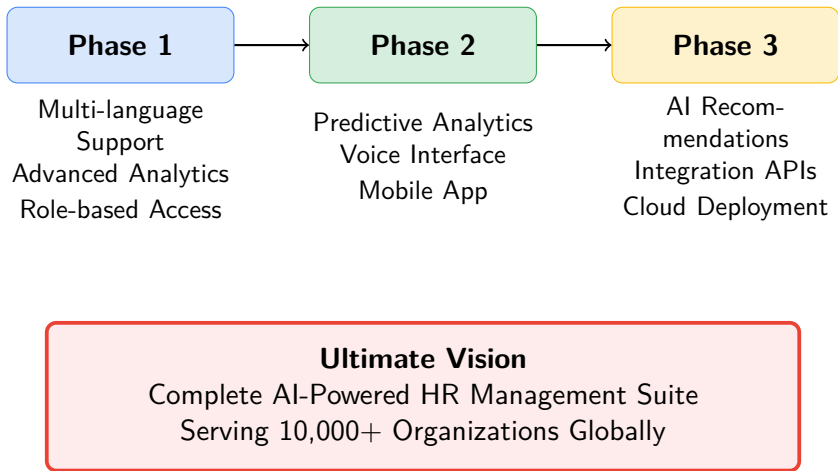 Phase 1
Phase 2
Phase 3
Multi-language
Support
Advanced Analytics
Role-based Access
Predictive Analytics
Voice Interface
Mobile App
AI Recom-
mendations
Integration APIs
Cloud Deployment
Ultimate Vision
Complete AI-Powered HR Management Suite
Serving 10,000+ Organizations Globally